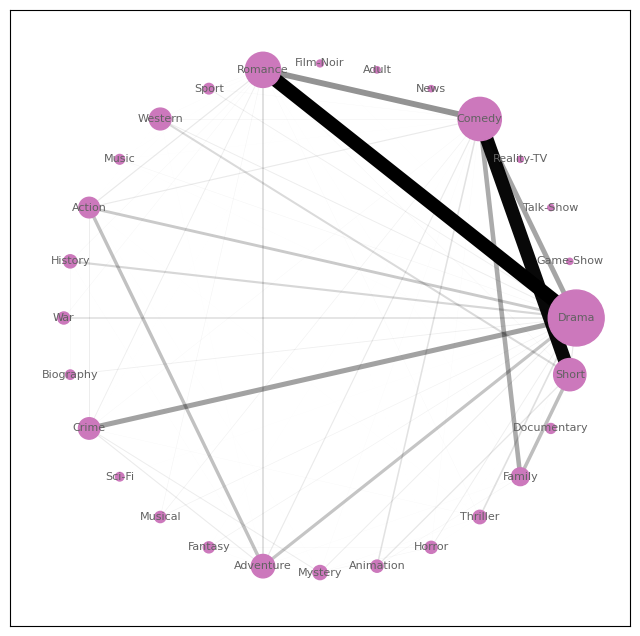 Film-Noir
Romance
Adult
Sport
News
Western
Comedy
Music
Reality-TV
Action
Talk-Show
History
Game-Show
War
Drama
Biography
Short
Crime
Documentary
Sci-Fi
Family
Musical
Thriller
Fantasy
Horror
Adventure
Mystery
Animation